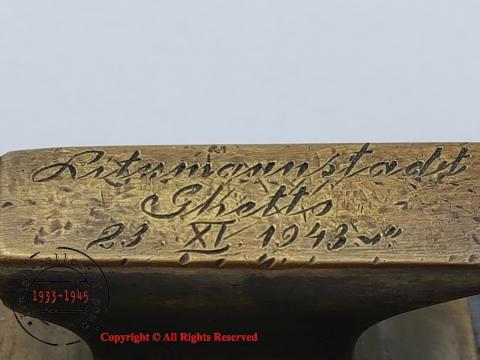 Litzmannstadt
Ghetto
23. XI. 1943
1933-1945
Copyright © All Rights Reserved